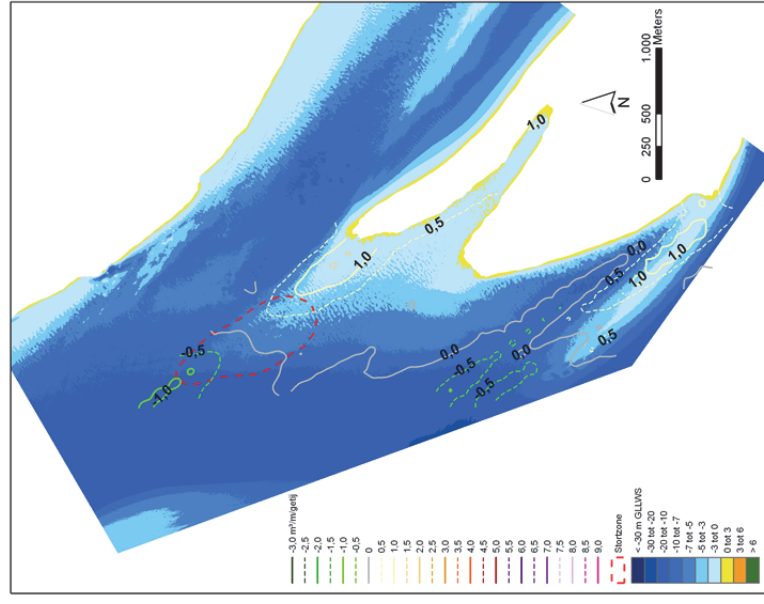 -3,0 m³/m/getij
-2,5
-2,0
-1,5
-1,0
-0,5
0
0,5
1,0
1,5
2,0
2,5
3,0
3,5
4,0
4,5
5,0
5,5
6,0
6,5
7,0
7,5
8,0
8,5
9,0
Stortzone
< -30 m GLLWS
-30 tot -20
-20 tot -10
-10 tot -7
-7 tot -5
-5 tot -3
-3 tot 0
0 tot 3
3 tot 6
> 6
-1,0
-0,5
1,0
0,5
1,0
0,0
-0,5
-0,5
0,0
0,5
0,0
0,5
1,0
1,0
N
0 250 500 1.000
Meters